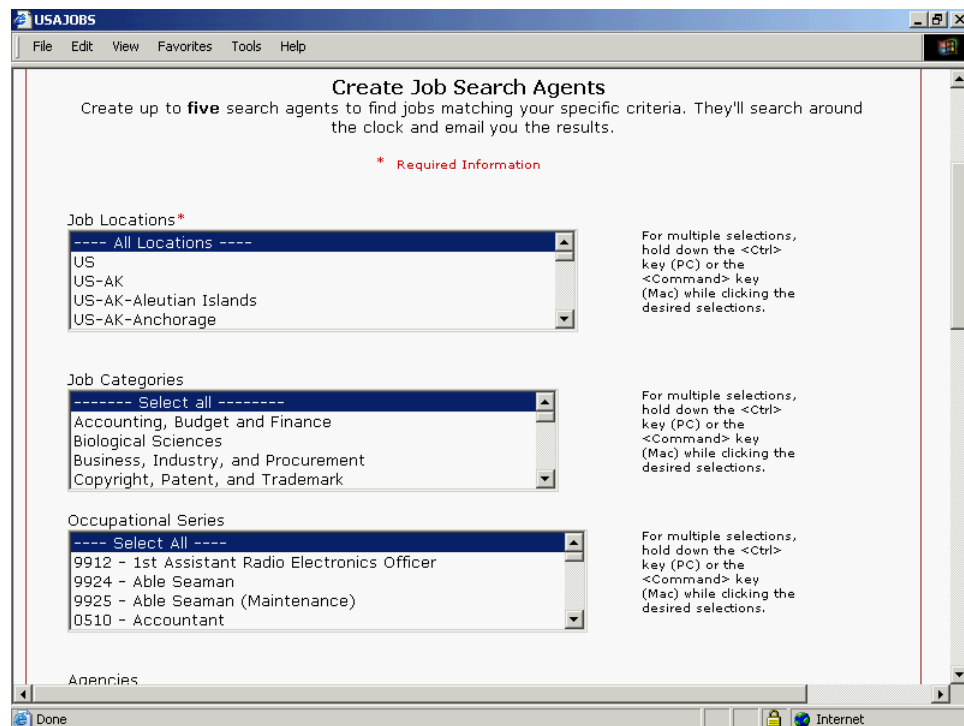 USAJOBS
File Edit View Favorites Tools Help
Create Job Search Agents
Create up to five search agents to find jobs matching your specific criteria. They'll search around
the clock and email you the results.
* Required Information
Job Locations*
---- All Locations ----
US
US-AK
US-AK-Aleutian Islands
US-AK-Anchorage
For multiple selections,
hold down the <Ctrl>
key (PC) or the
<Command> key
(Mac) while clicking the
desired selections.
Job Categories
------- Select all --------
Accounting, Budget and Finance
Biological Sciences
Business, Industry, and Procurement
Copyright, Patent, and Trademark
For multiple selections,
hold down the <Ctrl>
key (PC) or the
<Command> key
(Mac) while clicking the
desired selections.
Occupational Series
---- Select All ----
9912 - 1st Assistant Radio Electronics Officer
9924 - Able Seaman
9925 - Able Seaman (Maintenance)
0510 - Accountant
For multiple selections,
hold down the <Ctrl>
key (PC) or the
<Command> key
(Mac) while clicking the
desired selections.
Agencies
Done Internet